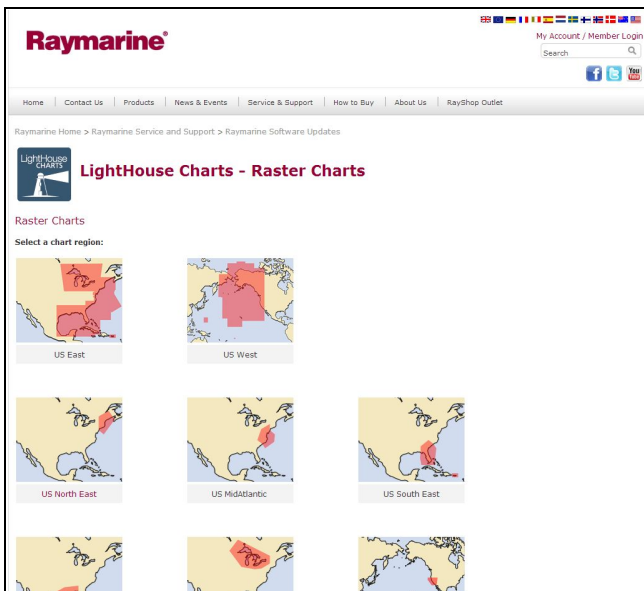 Raymarine®
My Account / Member Login
Search
f
You
Tube
Home
Contact Us
Products
News & Events
Service & Support
How to Buy
About Us
RayShop Outlet
Raymarine Home > Raymarine Service and Support > Raymarine Software Updates
LightHouse
CHARTS
LightHouse Charts - Raster Charts
Raster Charts
Select a chart region:
US East
US West
US North East
US MidAtlantic
US South East